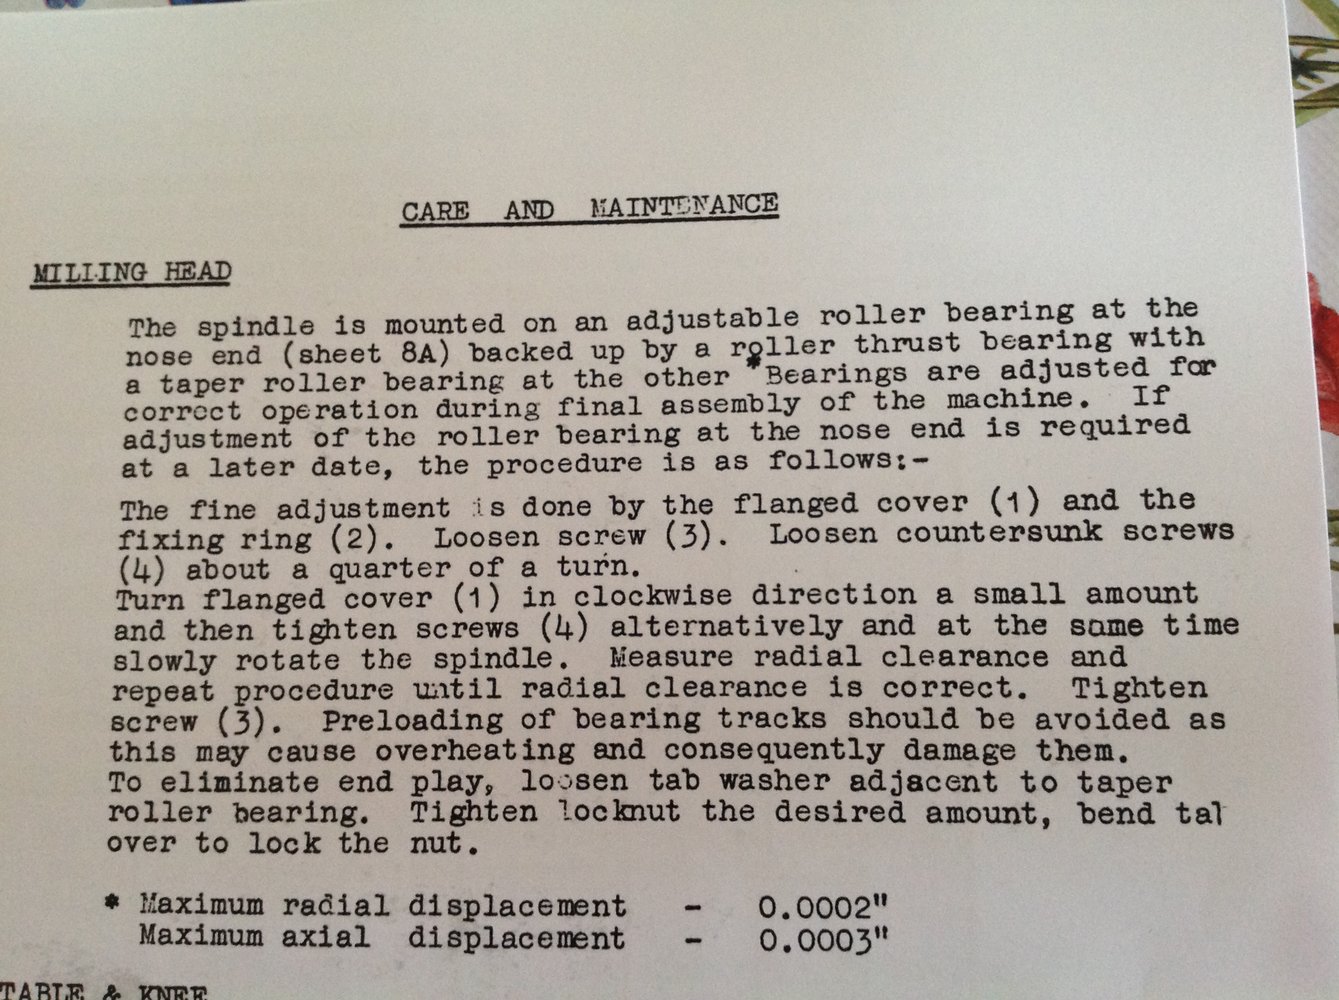 CARE AND MAINTENANCE
MILLING HEAD
The spindle is mounted on an adjustable roller bearing at the
nose end (sheet 8A) backed up by a roller thrust bearing with
a taper roller bearing at the other *Bearings are adjusted for
correct operation during final assembly of the machine. If
adjustment of the roller bearing at the nose end is required
at a later date, the procedure is as follows:-
The fine adjustment is done by the flanged cover (1) and the
fixing ring (2). Loosen screw (3). Loosen countersunk screws
(4) about a quarter of a turn.
Turn flanged cover (1) in clockwise direction a small amount
and then tighten screws (4) alternatively and at the same time
slowly rotate the spindle. Measure radial clearance and
repeat procedure until radial clearance is correct. Tighten
screw (3). Preloading of bearing tracks should be avoided as
this may cause overheating and consequently damage them.
To eliminate end play, loosen tab washer adjacent to taper
roller bearing. Tighten locknut the desired amount, bend tab
over to lock the nut.
* Maximum radial displacement - 0.0002"
Maximum axial displacement - 0.0003"
TABLE & KNEE